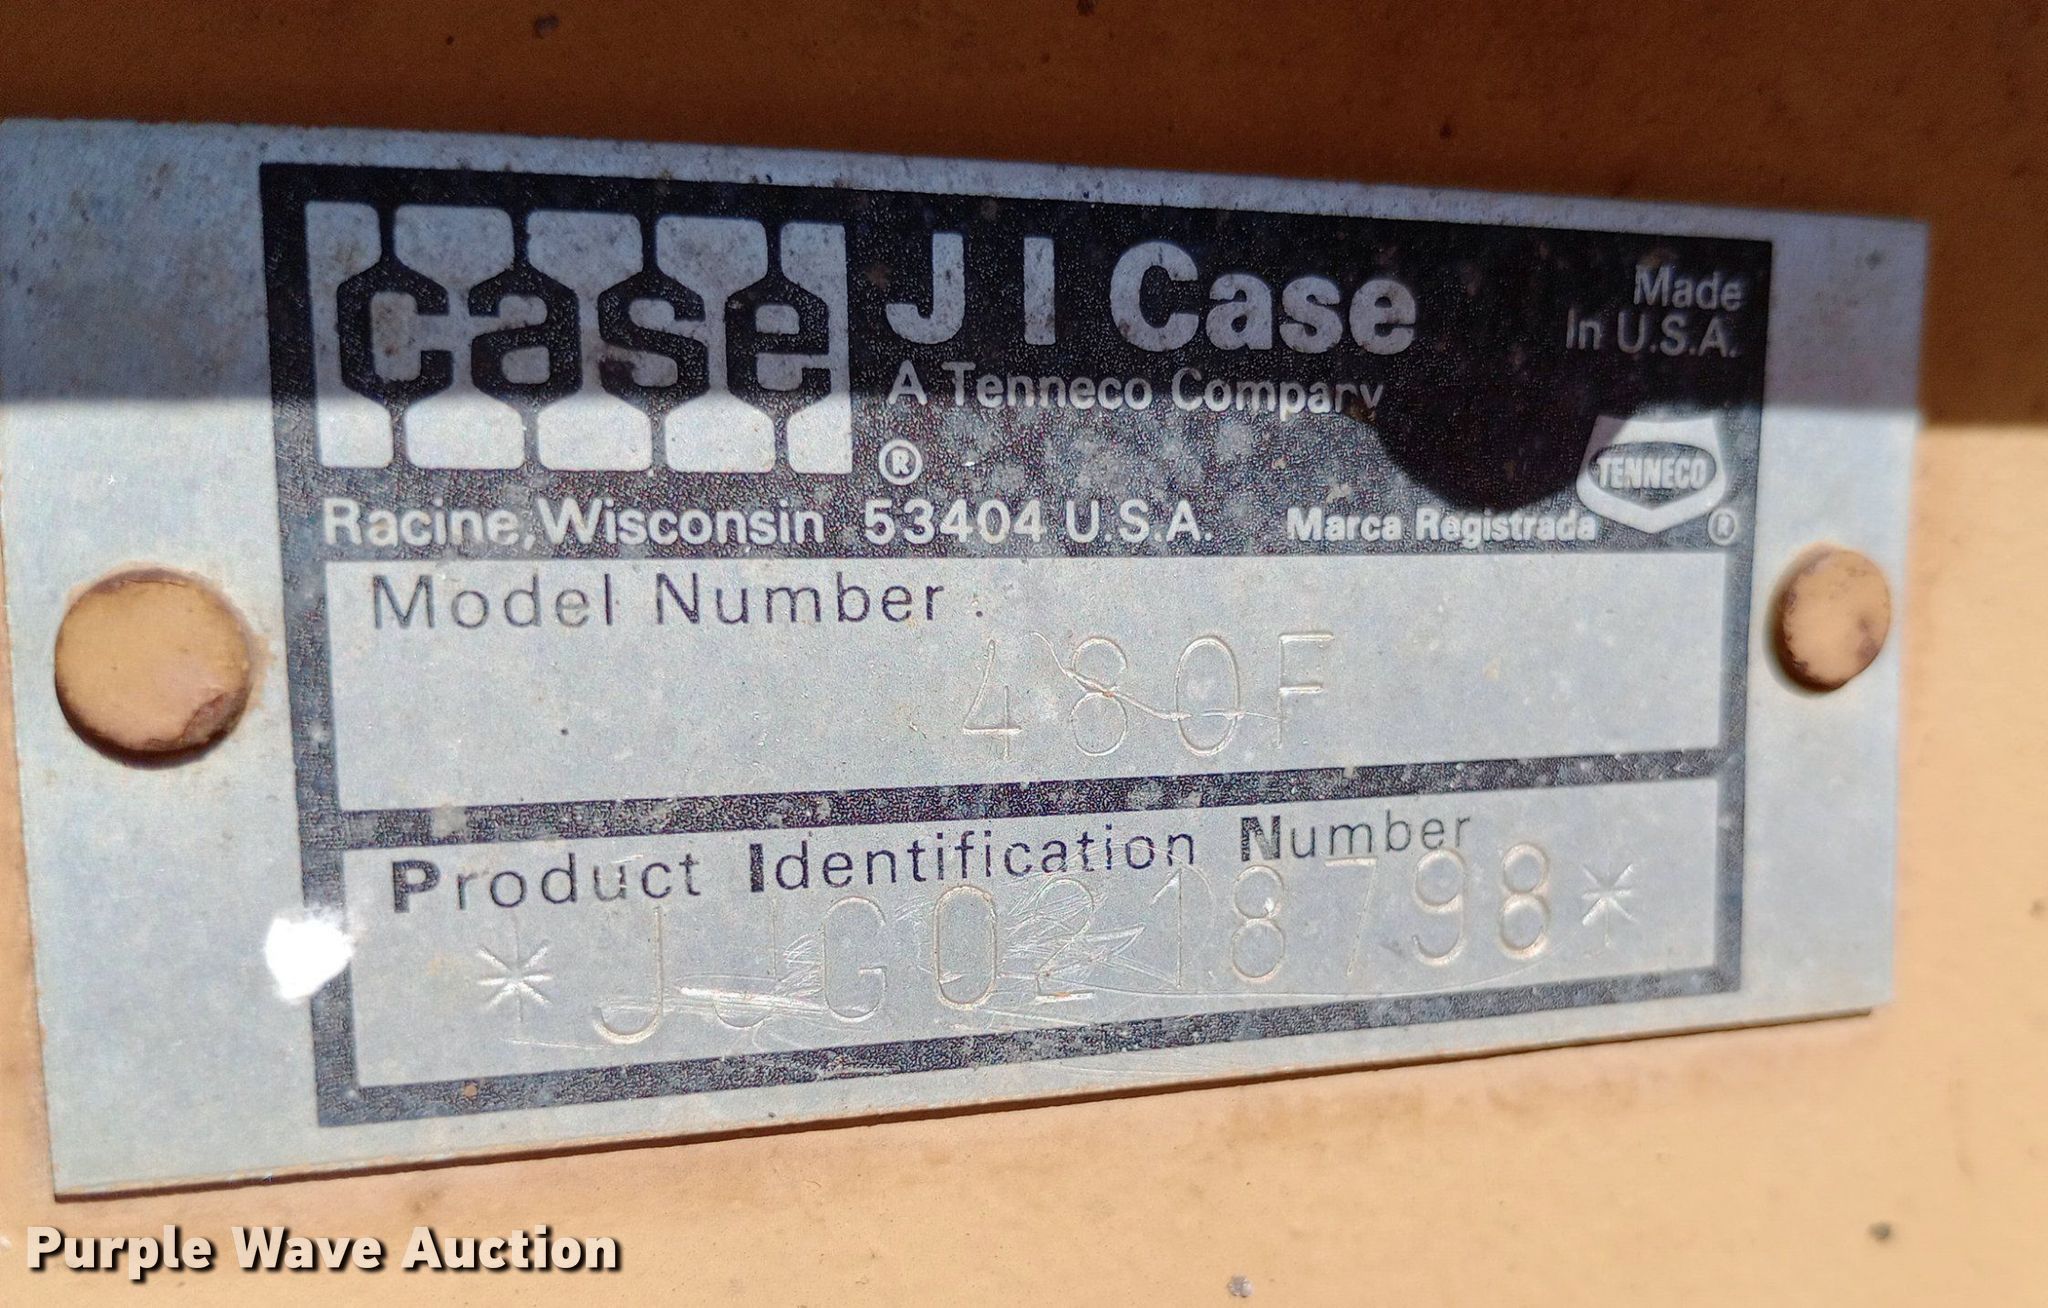 case J I Case
Made
In U.S.A.
A Tenneco Company
®
TENNECO
Racine, Wisconsin 53404 U.S.A. Marca Registrada ®
Model Number
480F
Product Identification Number
*JJG0218798*
Purple Wave Auction